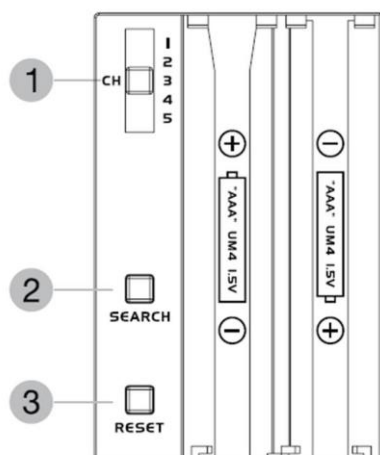 1
CH
1
2
3
4
5
2
SEARCH
3
RESET
+
"AAA" UM4 1.5V
−
−
"AAA" UM4 1.5V
+